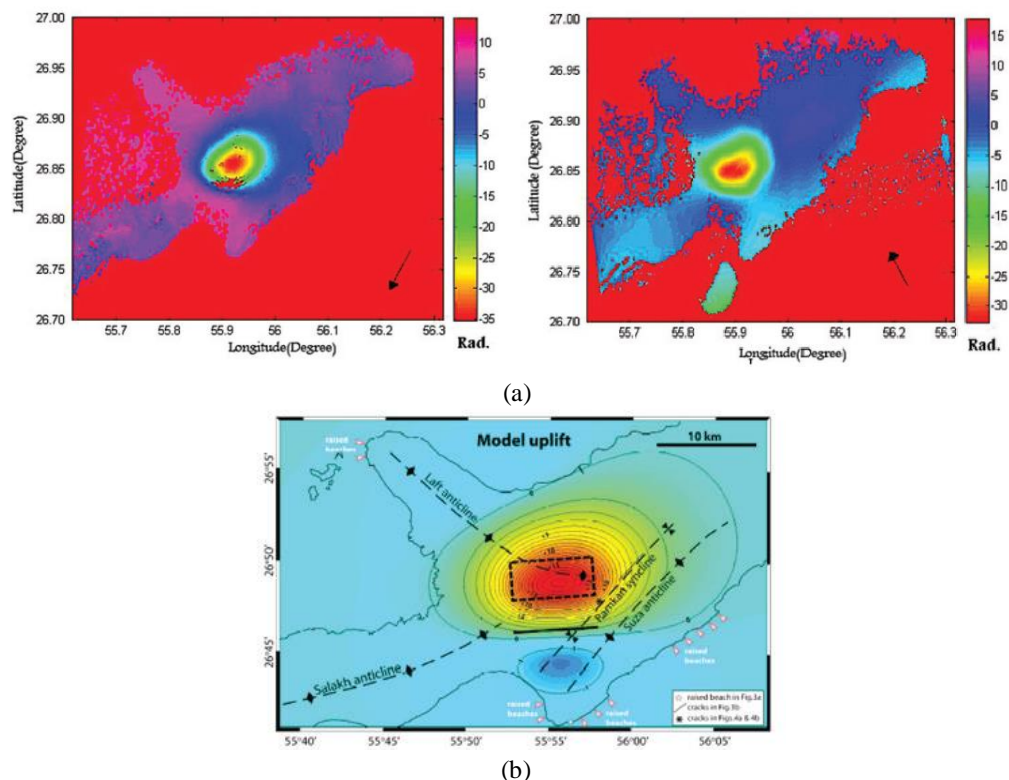 27.00
26.95
26.90
26.85
26.80
26.75
26.70
Latitude(Degree)
55.7 55.8 55.9 56 56.1 56.2 56.3
Longitude(Degree)
10
5
0
-5
-10
-15
-20
-25
-30
-35
Rad.
27.00
26.95
26.90
26.85
26.80
26.75
26.70
Latitude (Degree)
55.7 55.8 55.9 56 56.1 56.2 56.3
Longitude(Degree)
15
10
5
0
-5
-10
-15
-20
-25
-30
Rad.
(a)
Model uplift
10 km
raised
beaches
Laft anticline
Ramkan syncline
Suza anticline
Salakh anticline
raised
beaches
raised
beaches
26°55'
26°50'
26°45'
raised beach in Fig.3a
cracks in Fig.3b
cracks in Figs.4a & 4b
55°40' 55°45' 55°50' 55°55' 56°00' 56°05'
(b)